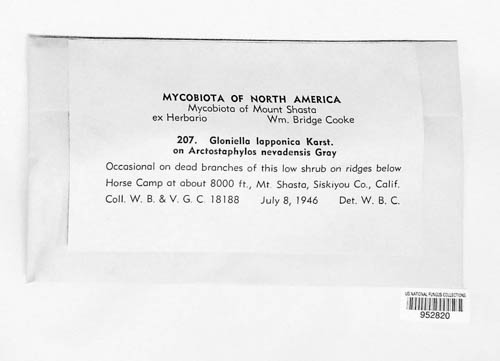 MYCOBIOTA OF NORTH AMERICA
Mycobiota of Mount Shasta
ex Herbario Wm. Bridge Cooke
207. Gloniella lapponica Karst.
on Arctostaphylos nevadensis Gray
Occasional on dead branches of this low shrub on ridges below
Horse Camp at about 8000 ft., Mt. Shasta, Siskiyou Co., Calif.
Coll. W. B. & V. G. C. 18188 July 8, 1946 Det. W. B. C.
US NATIONAL FUNGUS COLLECTIONS
952820